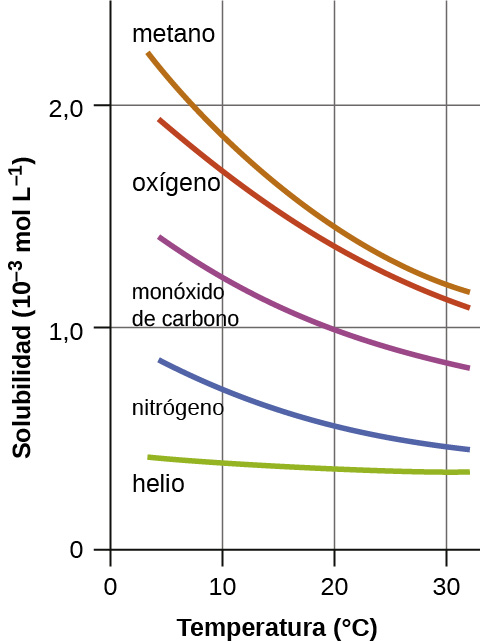 metano
2,0
oxígeno
monóxido
de carbono
1,0
nitrógeno
helio
0
0 10 20 30
Temperatura (°C)
Solubilidad (10⁻³ mol L⁻¹)